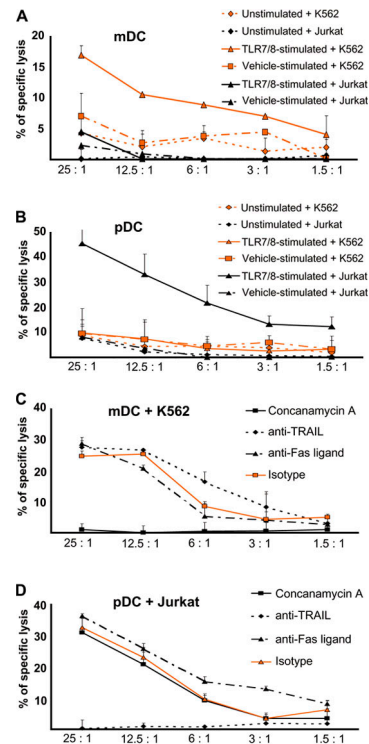 A
mDC
Unstimulated + K562
Unstimulated + Jurkat
TLR7/8-stimulated + K562
Vehicle-stimulated + K562
TLR7/8-stimulated + Jurkat
Vehicle-stimulated + Jurkat
% of specific lysis
20
15
10
5
25 : 1 12.5 : 1 6 : 1 3 : 1 1.5 : 1
B
pDC
Unstimulated + K562
Unstimulated + Jurkat
TLR7/8-stimulated + K562
Vehicle-stimulated + K562
TLR7/8-stimulated + Jurkat
Vehicle-stimulated + Jurkat
% of specific lysis
50
40
30
20
10
25 : 1 12.5 : 1 6 : 1 3 : 1 1.5 : 1
C
mDC + K562
Concanamycin A
anti-TRAIL
anti-Fas ligand
Isotype
% of specific lysis
40
30
20
10
25 : 1 12.5 : 1 6 : 1 3 : 1 1.5 : 1
D
pDC + Jurkat
Concanamycin A
anti-TRAIL
anti-Fas ligand
Isotype
% of specific lysis
40
30
20
10
25 : 1 12.5 : 1 6 : 1 3 : 1 1.5 : 1